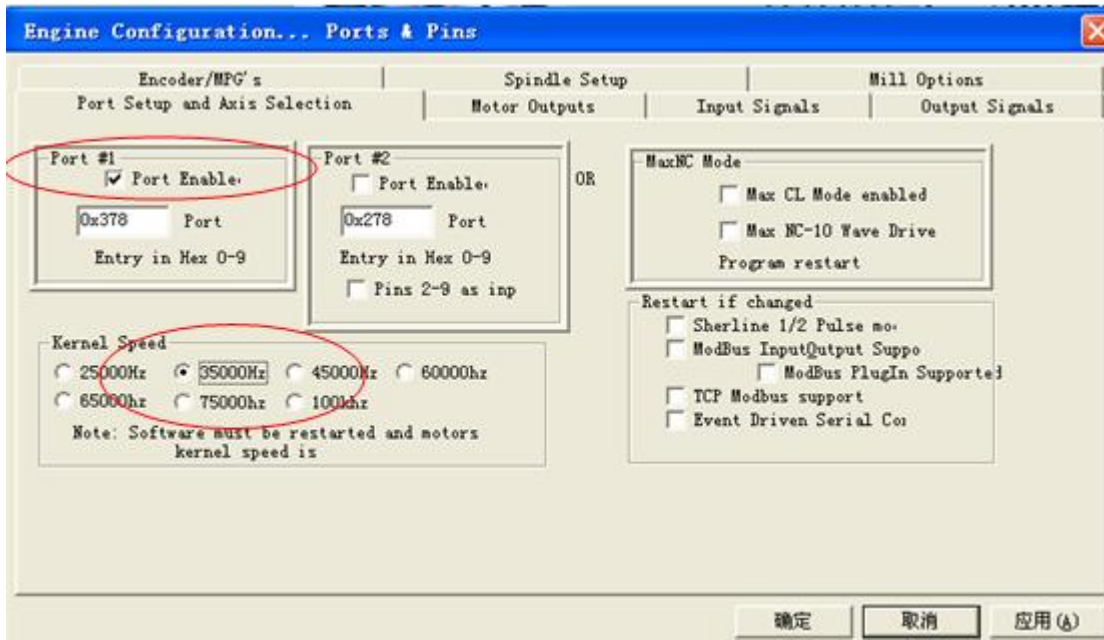 Engine Configuration... Ports & Pins
Encoder/MPG's
Spindle Setup
Mill Options
Port Setup and Axis Selection
Motor Outputs
Input Signals
Output Signals
Port #1
Port Enable
0x378
Port
Entry in Hex 0-9
Port #2
Port Enable
0x278
Port
Entry in Hex 0-9
Pins 2-9 as inp
OR
MaxNC Mode
Max CL Mode enabled
Max NC-10 Wave Drive
Program restart
Restart if changed
Sherline 1/2 Pulse mo
ModBus InputOutput Suppo
ModBus PlugIn Supported
TCP Modbus support
Event Driven Serial Co
Kernel Speed
25000Hz
35000Hz
45000Hz
60000hz
65000hz
75000hz
100khz
Note: Software must be restarted and motors
kernel speed is
确定
取消
应用(A)